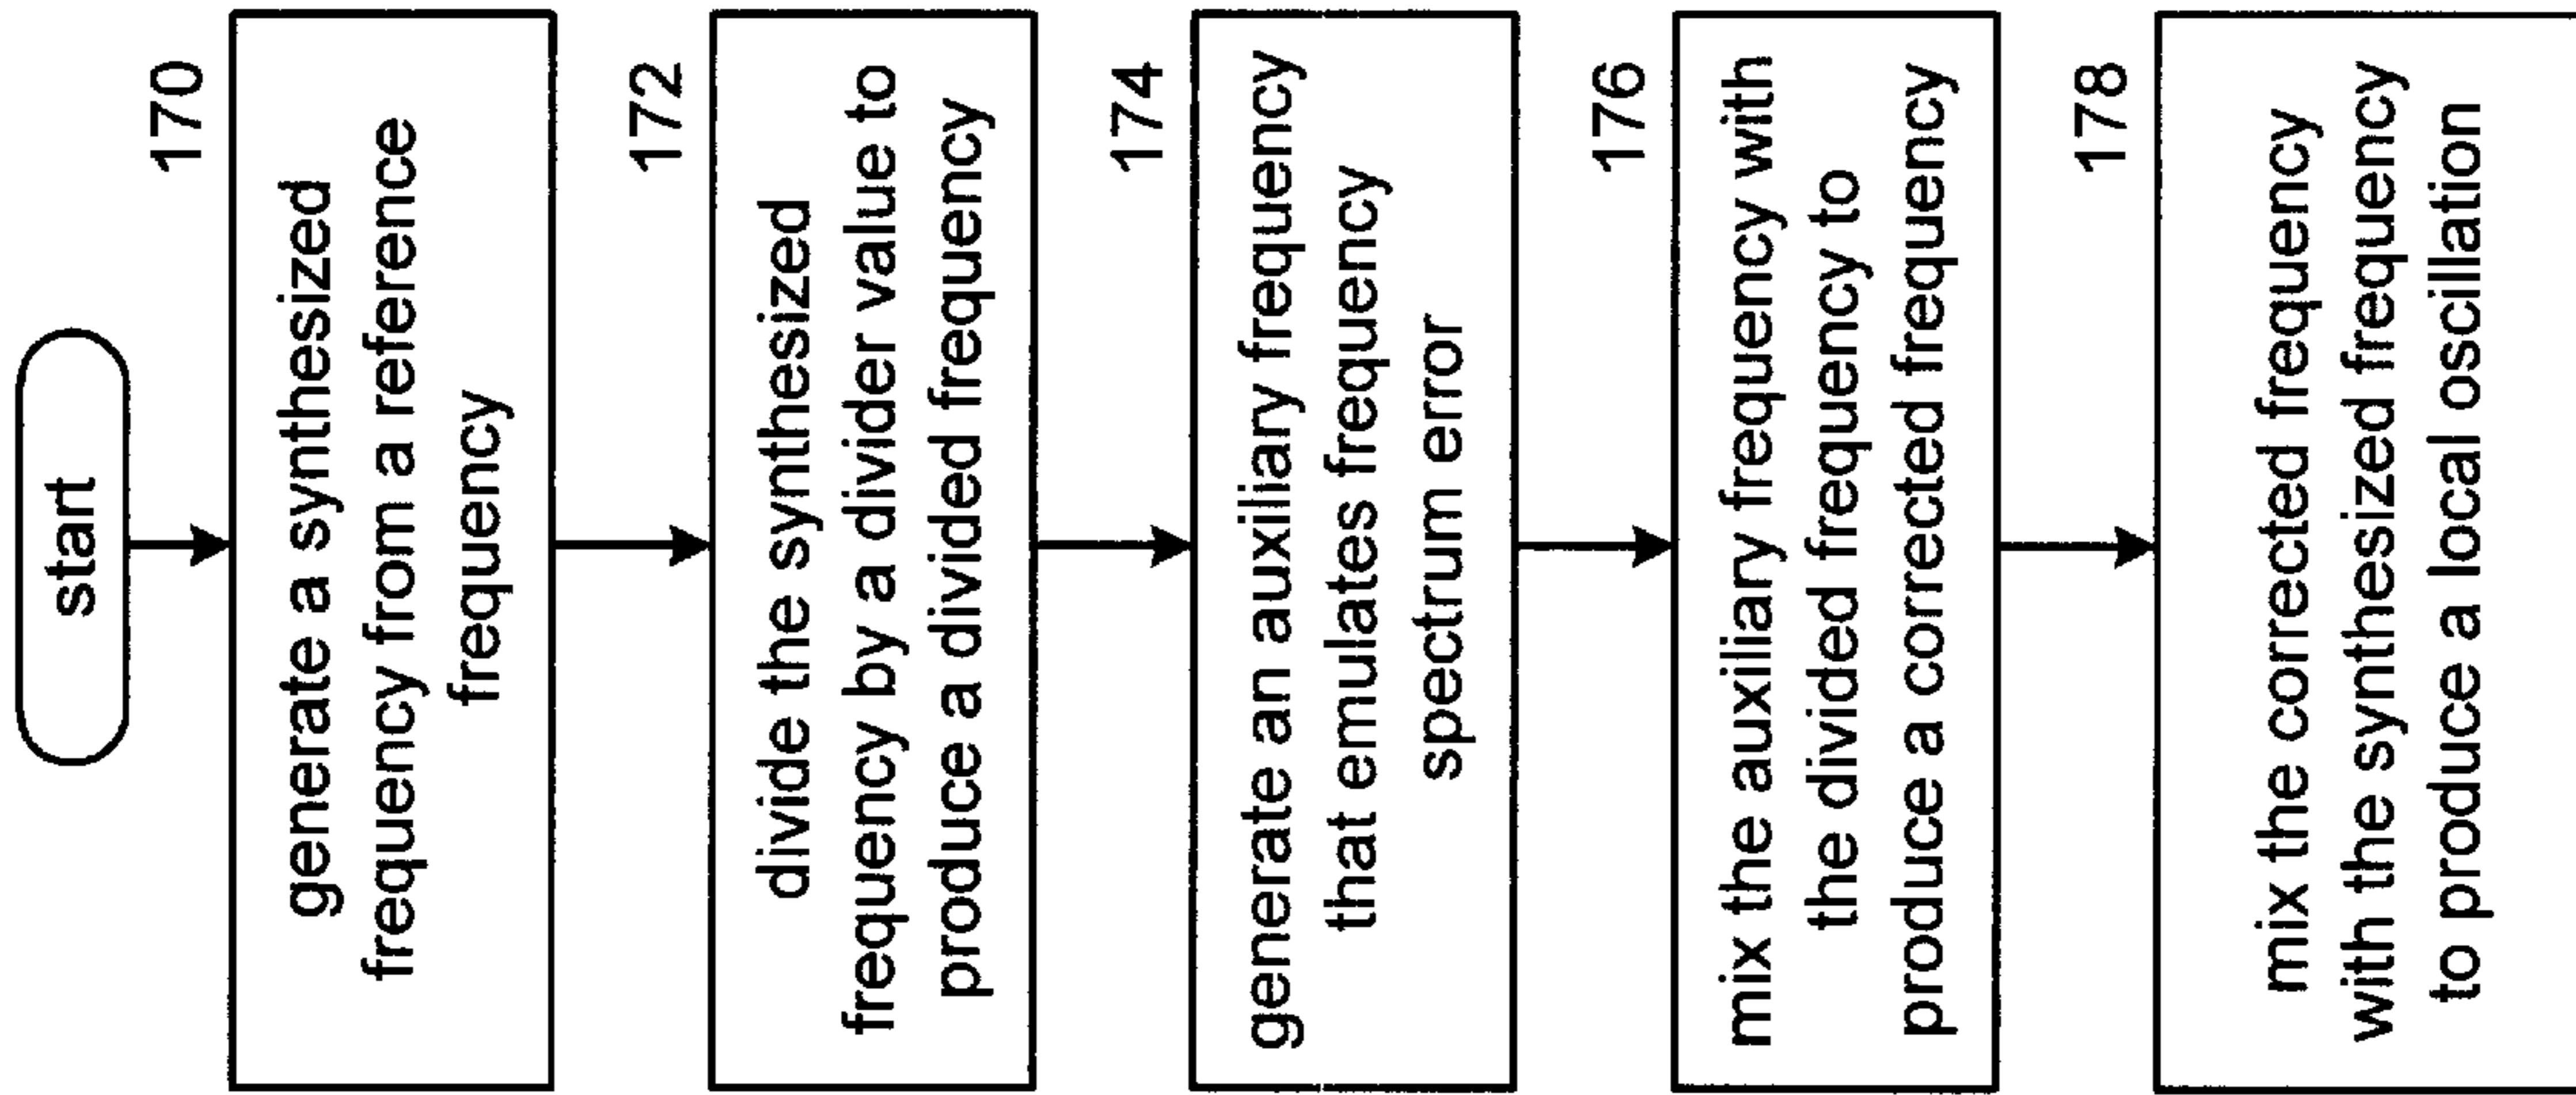 start
170
generate a synthesized
frequency from a reference
frequency
172
divide the synthesized
frequency by a divider value to
produce a divided frequency
174
generate an auxiliary frequency
that emulates frequency
spectrum error
176
mix the auxiliary frequency with
the divided frequency to
produce a corrected frequency
178
mix the corrected frequency
with the synthesized frequency
to produce a local oscillation